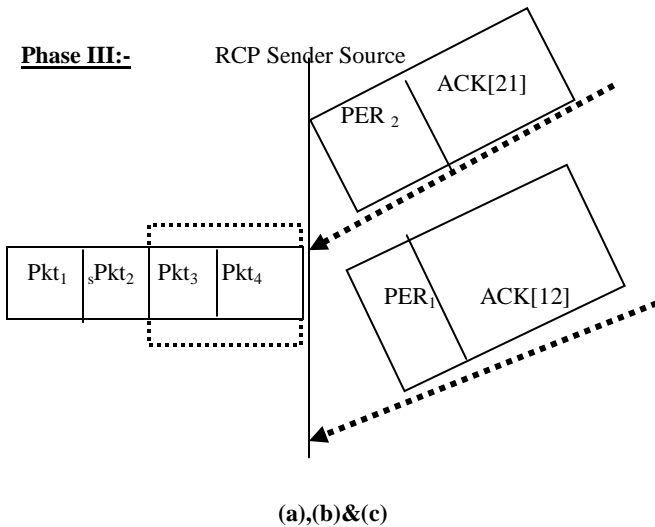 Phase III:-
RCP Sender Source
PER 2
ACK[21]
Pkt1
sPkt2
Pkt3
Pkt4
PER1
ACK[12]
(a),(b)&(c)